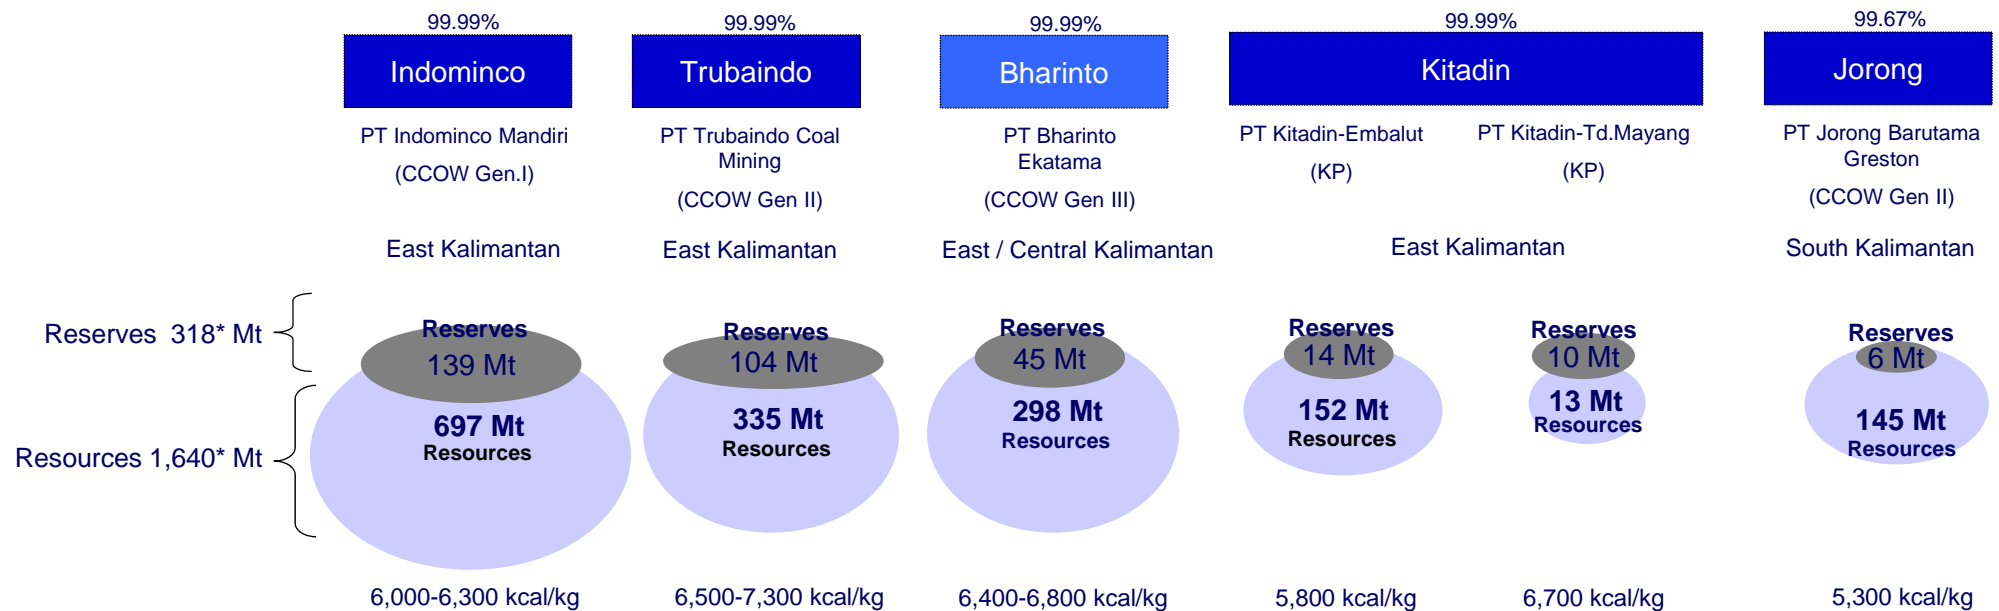 99.99%
99.99%
99.99%
99.99%
99.67%
Indominco
Trubaindo
Bharinto
Kitadin
Jorong
PT Indominco Mandiri
(CCOW Gen.I)
PT Trubaindo Coal
Mining
(CCOW Gen II)
PT Bharinto
Ekatama
(CCOW Gen III)
PT Kitadin-Embalut
(KP)
PT Kitadin-Td.Mayang
(KP)
PT Jorong Barutama
Greston
(CCOW Gen II)
East Kalimantan
East Kalimantan
East / Central Kalimantan
East Kalimantan
South Kalimantan
Reserves 318* Mt
Reserves
139 Mt
Reserves
104 Mt
Reserves
45 Mt
Reserves
14 Mt
Reserves
10 Mt
Reserves
6 Mt
Resources 1,640* Mt
697 Mt
Resources
335 Mt
Resources
298 Mt
Resources
152 Mt
Resources
13 Mt
Resources
145 Mt
Resources
6,000-6,300 kcal/kg
6,500-7,300 kcal/kg
6,400-6,800 kcal/kg
5,800 kcal/kg
6,700 kcal/kg
5,300 kcal/kg